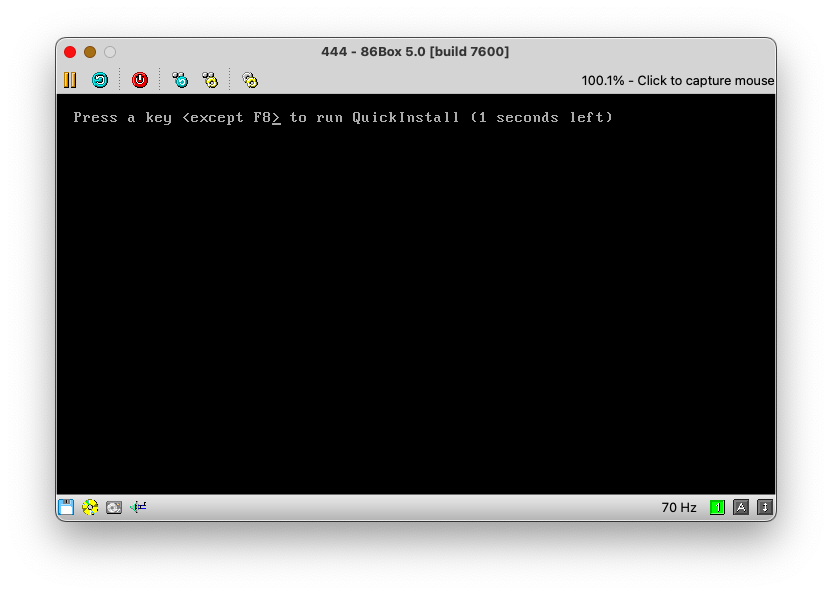 444 - 86Box 5.0 [build 7600]
100.1% - Click to capture mouse
Press a key <except F8> to run QuickInstall (1 seconds left)
70 Hz
1
A